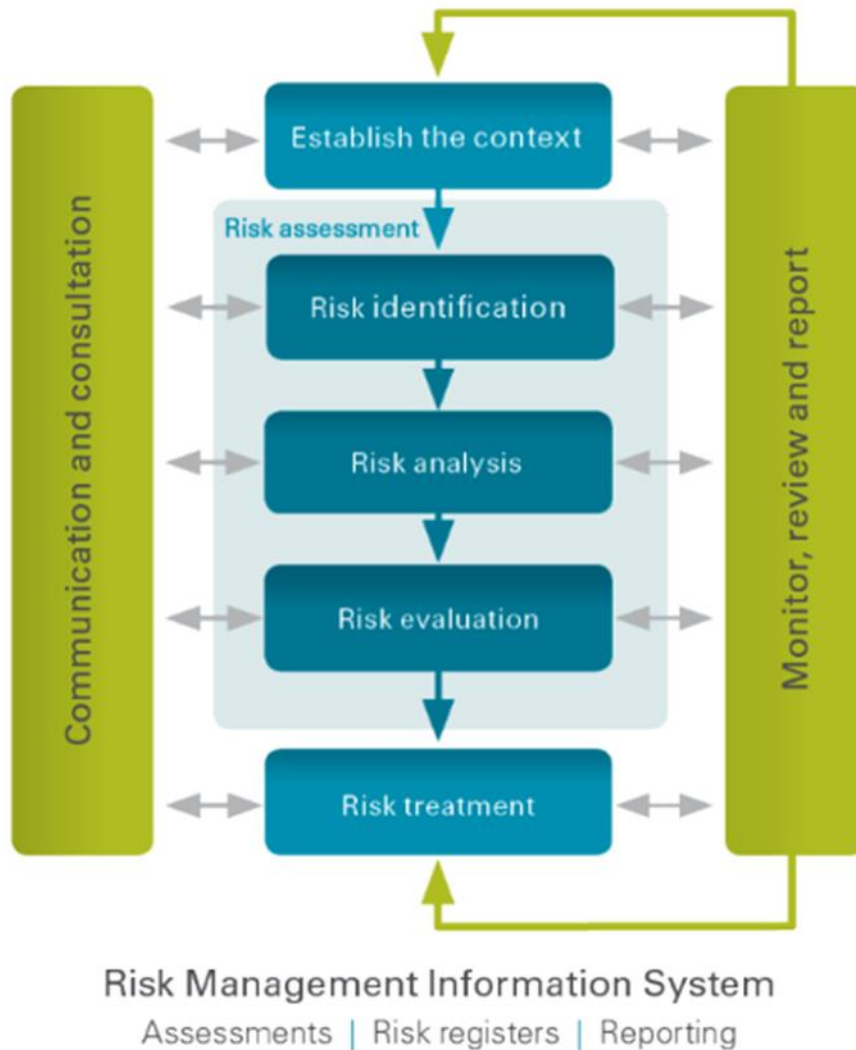 Establish the context
Risk assessment
Risk identification
Risk analysis
Risk evaluation
Risk treatment
Communication and consultation
Monitor, review and report
Risk Management Information System
Assessments | Risk registers | Reporting